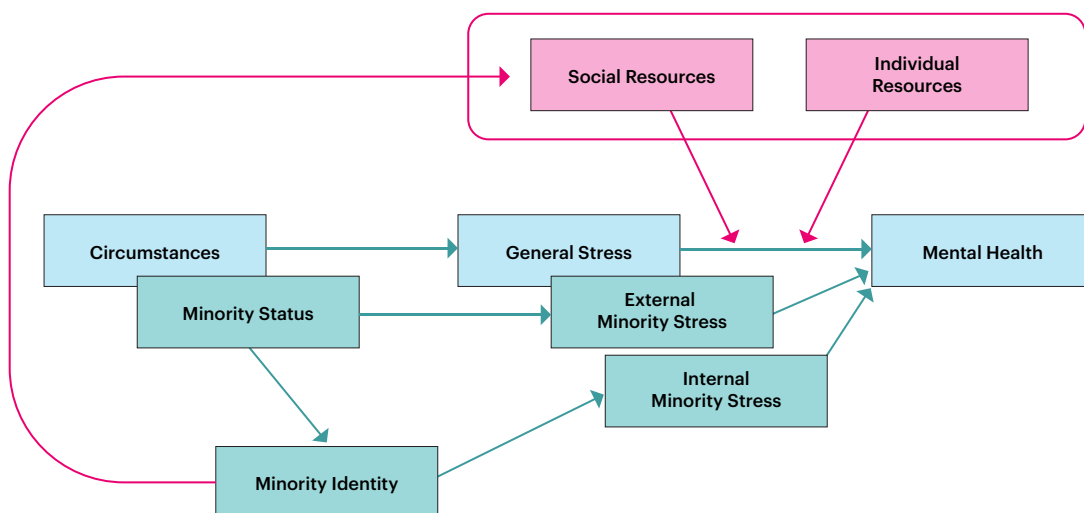 Social Resources
Individual
Resources
Circumstances
General Stress
Mental Health
Minority Status
External
Minority Stress
Internal
Minority Stress
Minority Identity